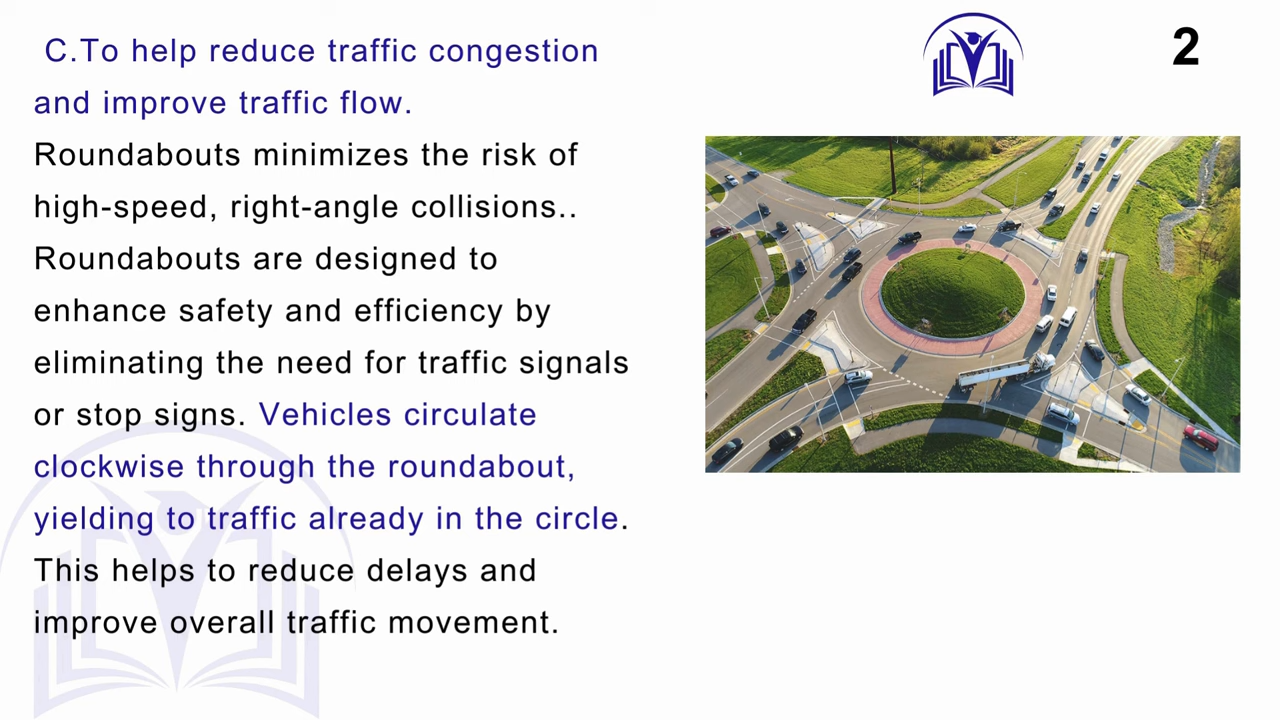 C.To help reduce traffic congestion
and improve traffic flow.
Roundabouts minimizes the risk of
high-speed, right-angle collisions..
Roundabouts are designed to
enhance safety and efficiency by
eliminating the need for traffic signals
or stop signs. Vehicles circulate
clockwise through the roundabout,
yielding to traffic already in the circle.
This helps to reduce delays and
improve overall traffic movement.
2